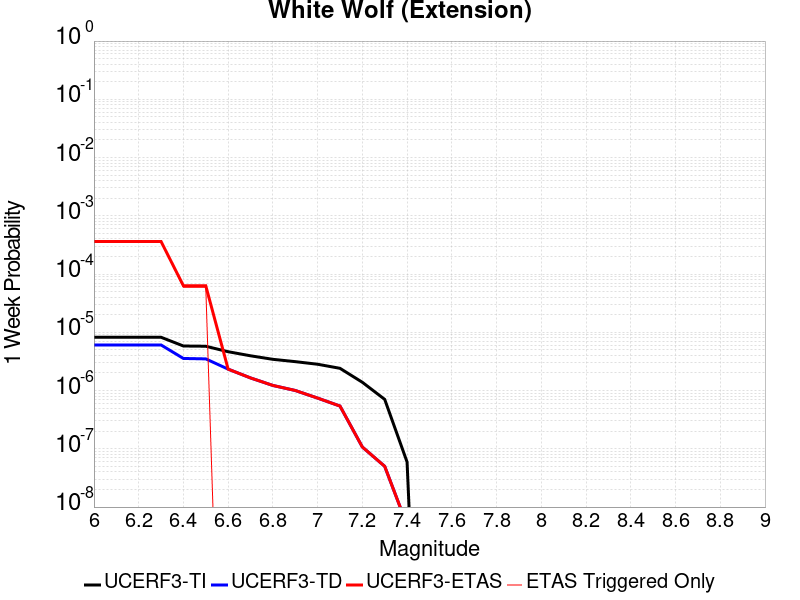 White Wolf (Extension)
10^0
10^-1
10^-2
10^-3
10^-4
10^-5
10^-6
10^-7
10^-8
1 Week Probability
6 6.2 6.4 6.6 6.8 7 7.2 7.4 7.6 7.8 8 8.2 8.4 8.6 8.8 9
Magnitude
UCERF3-TI UCERF3-TD UCERF3-ETAS ETAS Triggered Only